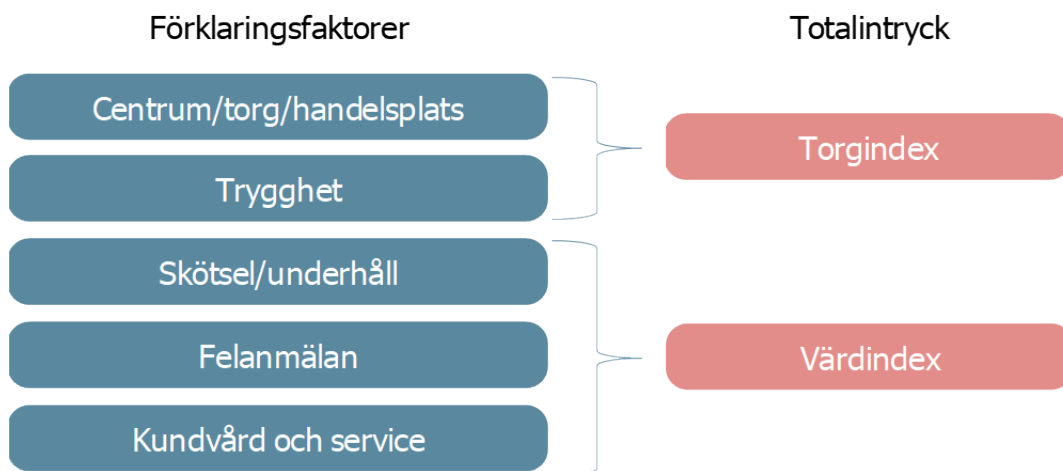 Förklaringsfaktorer
Totalintryck
Centrum/torg/handelsplats
Trygghet
Torgindex
Skötsel/underhåll
Felanmälan
Kundvård och service
Värdindex